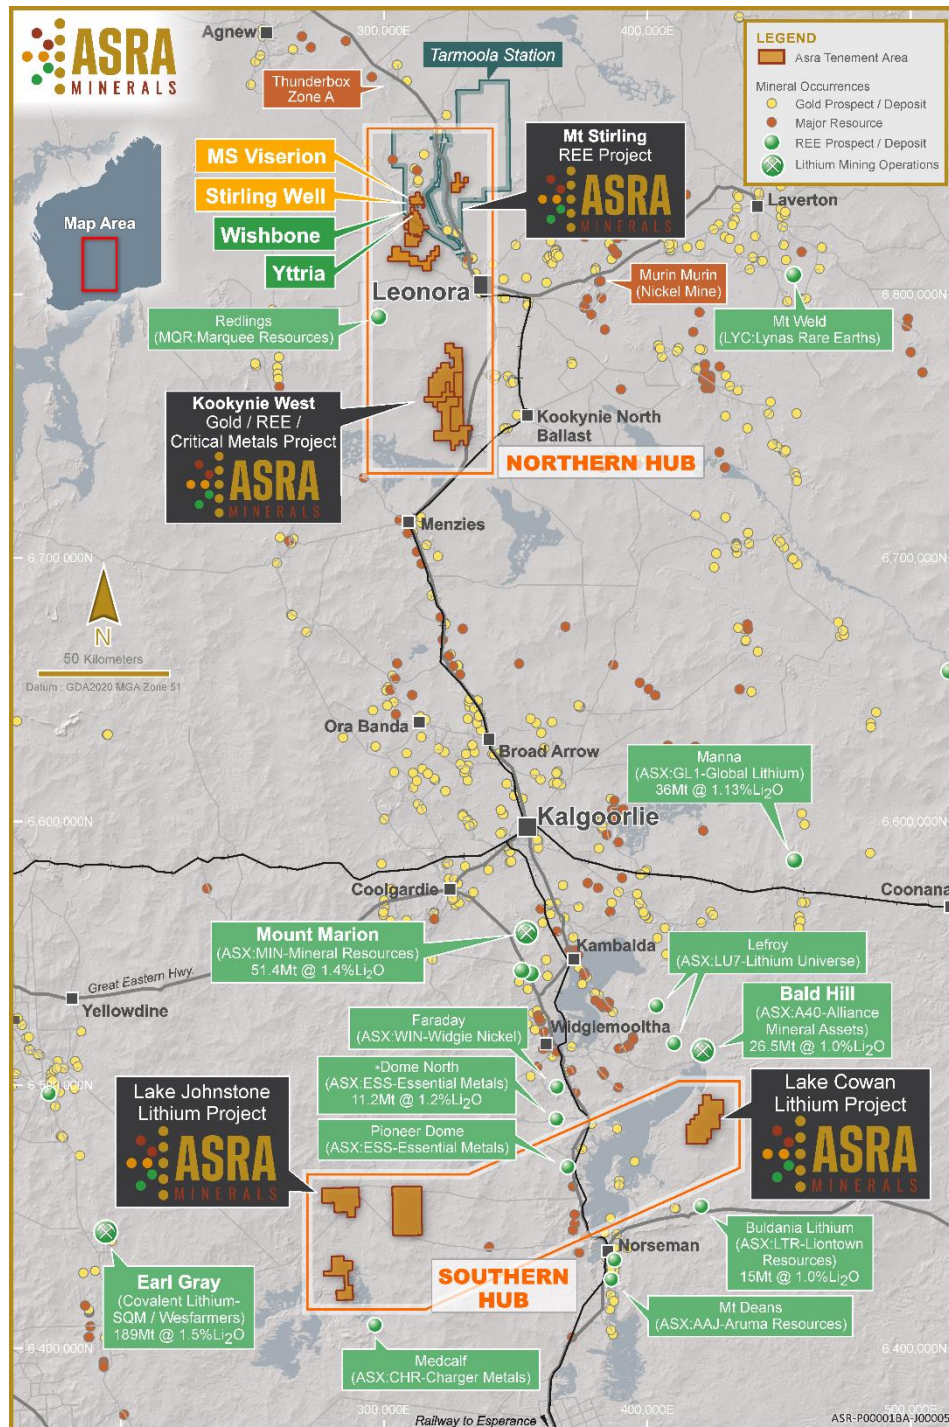 ASRA
MINERALS
Agnew
300,000E
400,000E
Tarmoola Station
Thunderbox
Zone A
LEGEND
Asra Tenement Area
Mineral Occurrences
Gold Prospect / Deposit
Major Resource
REE Prospect / Deposit
Lithium Mining Operations
Map Area
MS Viserion
Stirling Well
Wishbone
Yttria
Mt Stirling
REE Project
ASRA
MINERALS
Laverton
Leonora
Murin Murin
(Nickel Mine)
6,800,000N
Redlings
(MQR:Marquee Resources)
Mt Weld
(LYC:Lynas Rare Earths)
Kookynie West
Gold / REE /
Critical Metals Project
ASRA
MINERALS
Kookynie North
Ballast
NORTHERN HUB
Menzies
6,700,000N
6,700,000N
N
50 Kilometers
Datum : GDA2020 MGA Zone 51
Ora Banda
Broad Arrow
Manna
(ASX:GL1-Global Lithium)
36Mt @ 1.13%Li₂O
6,600,000N
6,600,000N
Kalgoorlie
Coolgardie
Coonana
Mount Marion
(ASX:MIN-Mineral Resources)
51.4Mt @ 1.4%Li₂O
Kambalda
Lefroy
(ASX:LU7-Lithium Universe)
Great Eastern Hwy.
Yellowdine
Bald Hill
(ASX:A40-Alliance
Mineral Assets)
26.5Mt @ 1.0%Li₂O
Faraday
(ASX:WIN-Widgie Nickel)
Widgiemooltha
*Dome North
(ASX:ESS-Essential Metals)
11.2Mt @ 1.2%Li₂O
6,500,000N
Lake Johnstone
Lithium Project
ASRA
MINERALS
Pioneer Dome
(ASX:ESS-Essential Metals)
Lake Cowan
Lithium Project
ASRA
MINERALS
Norseman
Buldania Lithium
(ASX:LTR-Liontown
Resources)
15Mt @ 1.0%Li₂O
SOUTHERN
HUB
Earl Gray
(Covalent Lithium-
SQM / Wesfarmers)
189Mt @ 1.5%Li₂O
Mt Deans
(ASX:AAJ-Aruma Resources)
6,400,000N
6,400,000N
Medcalf
(ASX:CHR-Charger Metals)
300,000E
400,000E
Railway to Esperance